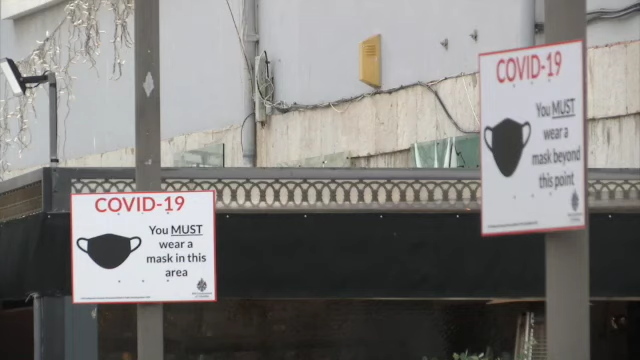 COVID-19
You MUST
wear a
mask in this
area
COVID-19
You MUST
wear a
mask beyond
this point